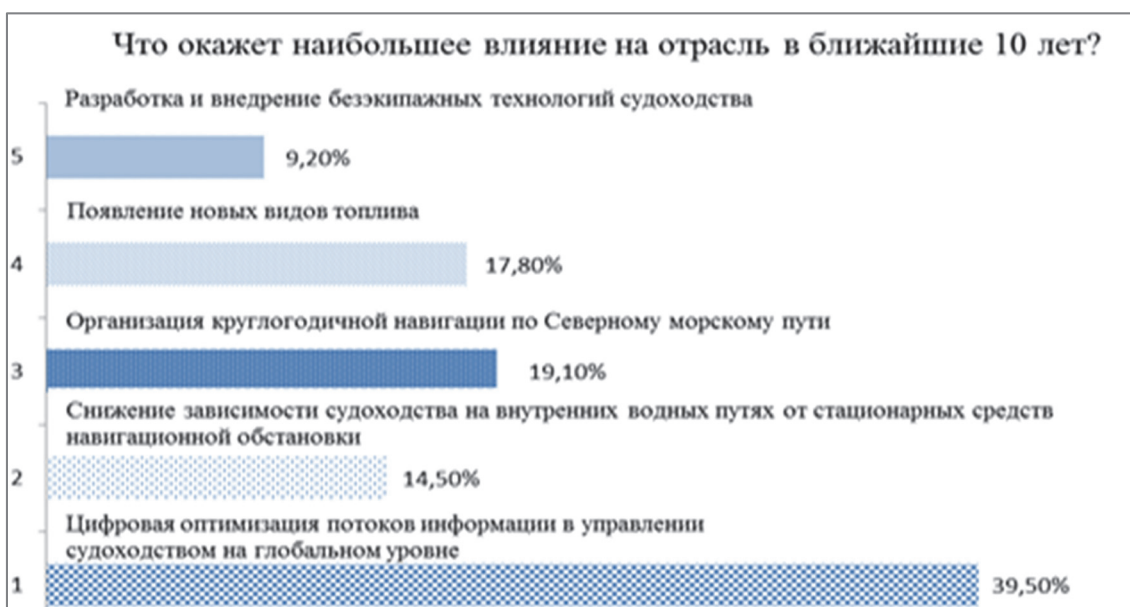 Что окажет наибольшее влияние на отрасль в ближайшие 10 лет?
Разработка и внедрение безэкипажных технологий судоходства
5
9,20%
Появление новых видов топлива
4
17,80%
Организация круглогодичной навигации по Северному морскому пути
3
19,10%
Снижение зависимости судоходства на внутренних водных путях от стационарных средств
навигационной обстановки
2
14,50%
Цифровая оптимизация потоков информации в управлении
судоходством на глобальном уровне
1
39,50%